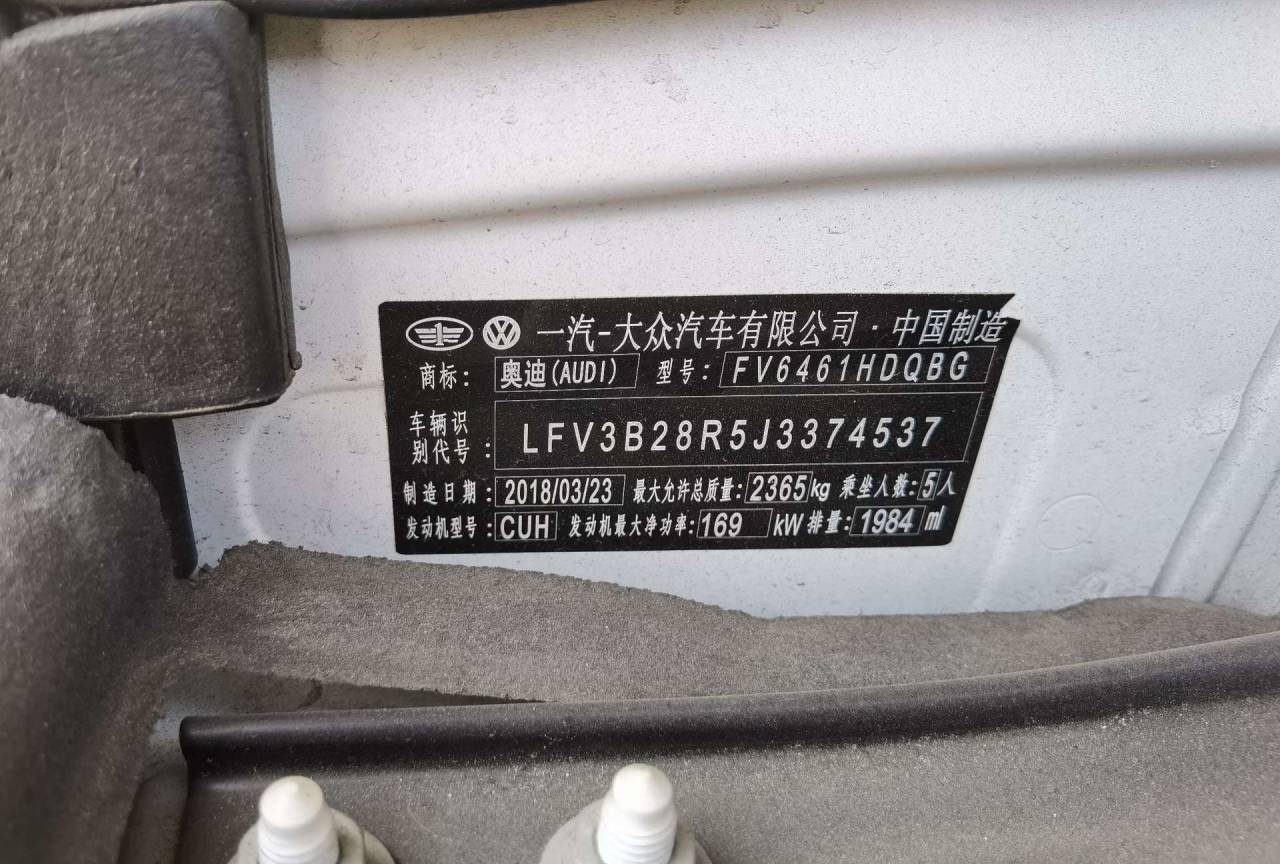 一汽-大众汽车有限公司·中国制造
商标：奥迪(AUDI) 型号：FV6461HDQBG
车辆识别代号：LFV3B28R5J3374537
制造日期：2018/03/23 最大允许总质量：2365kg 乘坐人数：5人
发动机型号：CUH 发动机最大净功率：169 kW 排量：1984 ml